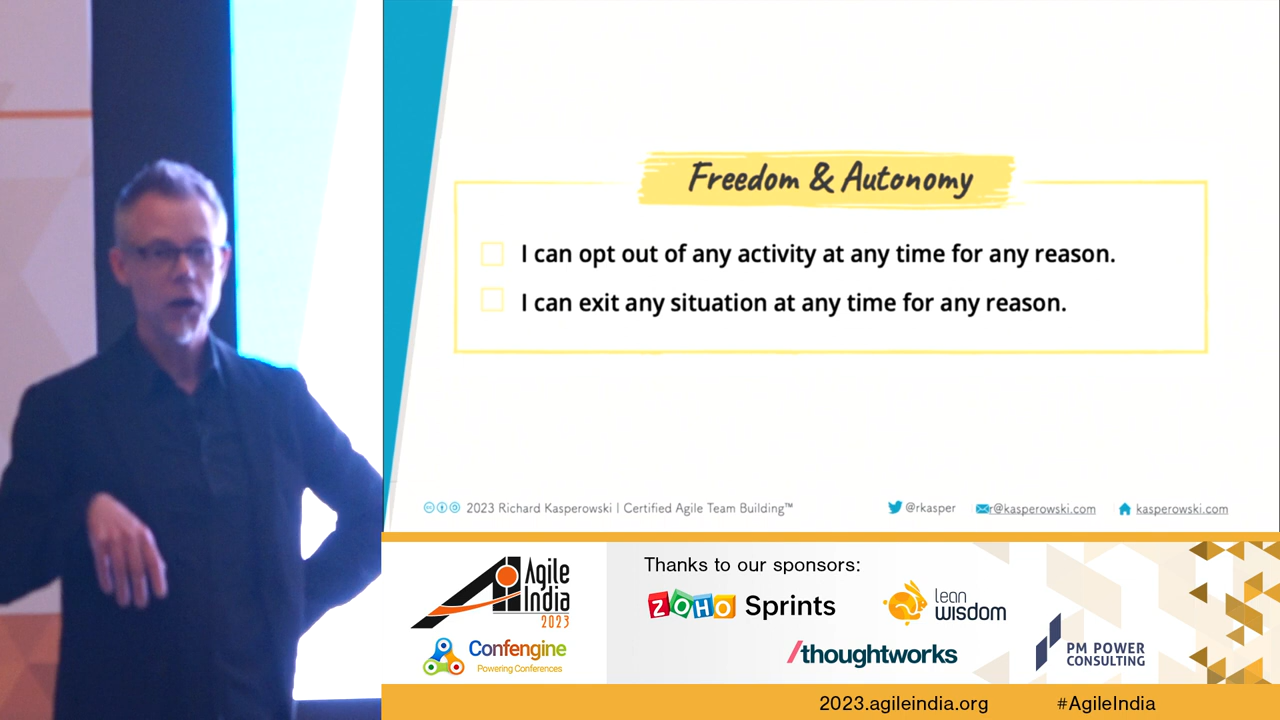 Freedom & Autonomy
I can opt out of any activity at any time for any reason.
I can exit any situation at any time for any reason.
2023 Richard Kasperowski | Certified Agile Team Building™
@rkasper
r@kasperowski.com
kasperowski.com
Agile
India
2023
Confengine
Powering Conferences
Thanks to our sponsors:
ZOHO Sprints
lean
wisdom
/thoughtworks
PM POWER
CONSULTING
2023.agileindia.org
#AgileIndia